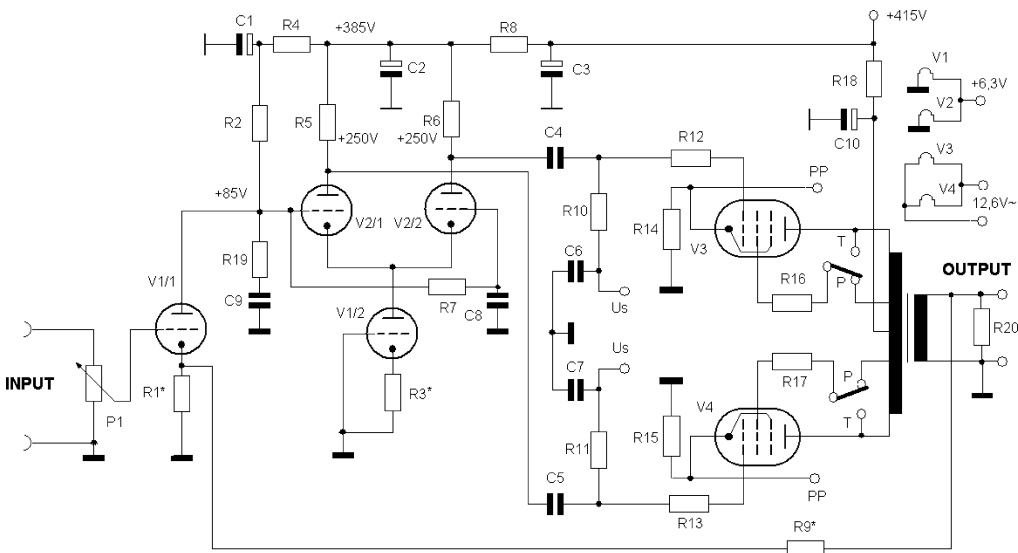 +415V
C1
R4
+385V
R8
C2
C3
R18
C10
V1
+6,3V
V2
V3
V4
12,6V~
R2
R5
R6
+250V
+250V
C4
R12
PP
+85V
R10
R14
V2/1
V2/2
V3
T
R19
C9
C6
R16
P
OUTPUT
V1/1
V1/2
R7
C8
Us
R20
Us
C7
R17
P
INPUT
P1
R1*
R3*
V4
T
R15
R11
C5
R13
PP
R9*